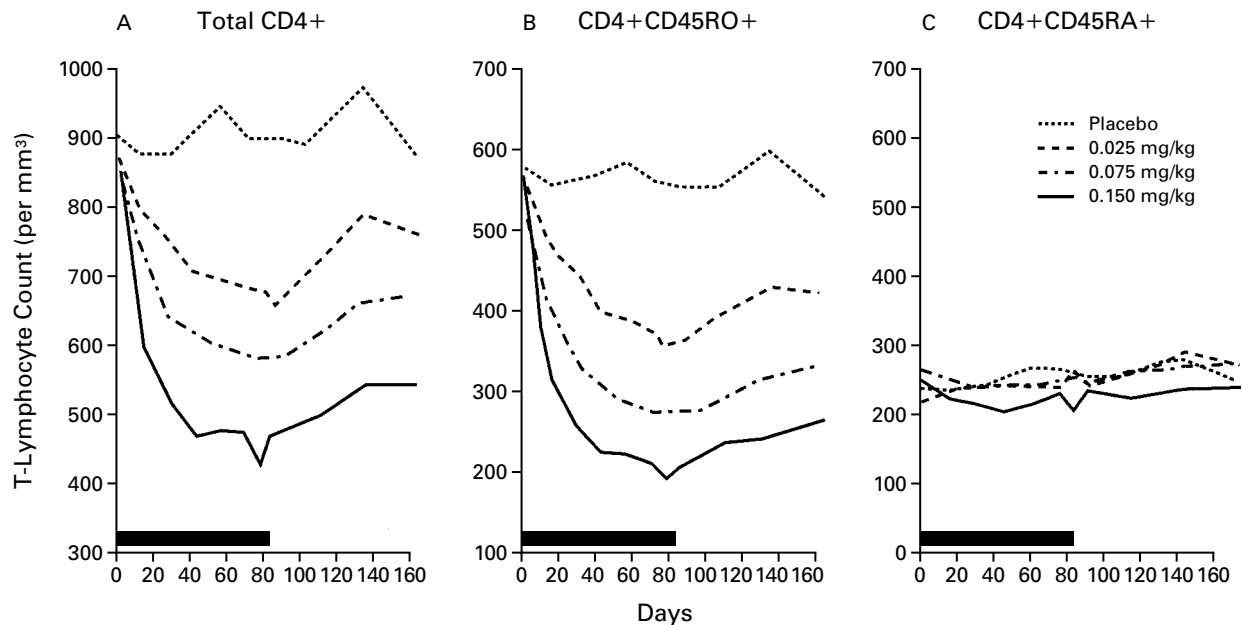 A Total CD4+
B CD4+CD45RO+
C CD4+CD45RA+
T-Lymphocyte Count (per mm³)
1000
900
800
700
600
500
400
300
0 20 40 60 80 100 120 140 160
700
600
500
400
300
200
100
0 20 40 60 80 100 120 140 160
700
600
500
400
300
200
100
0
0 20 40 60 80 100 120 140 160
Placebo
0.025 mg/kg
0.075 mg/kg
0.150 mg/kg
Days